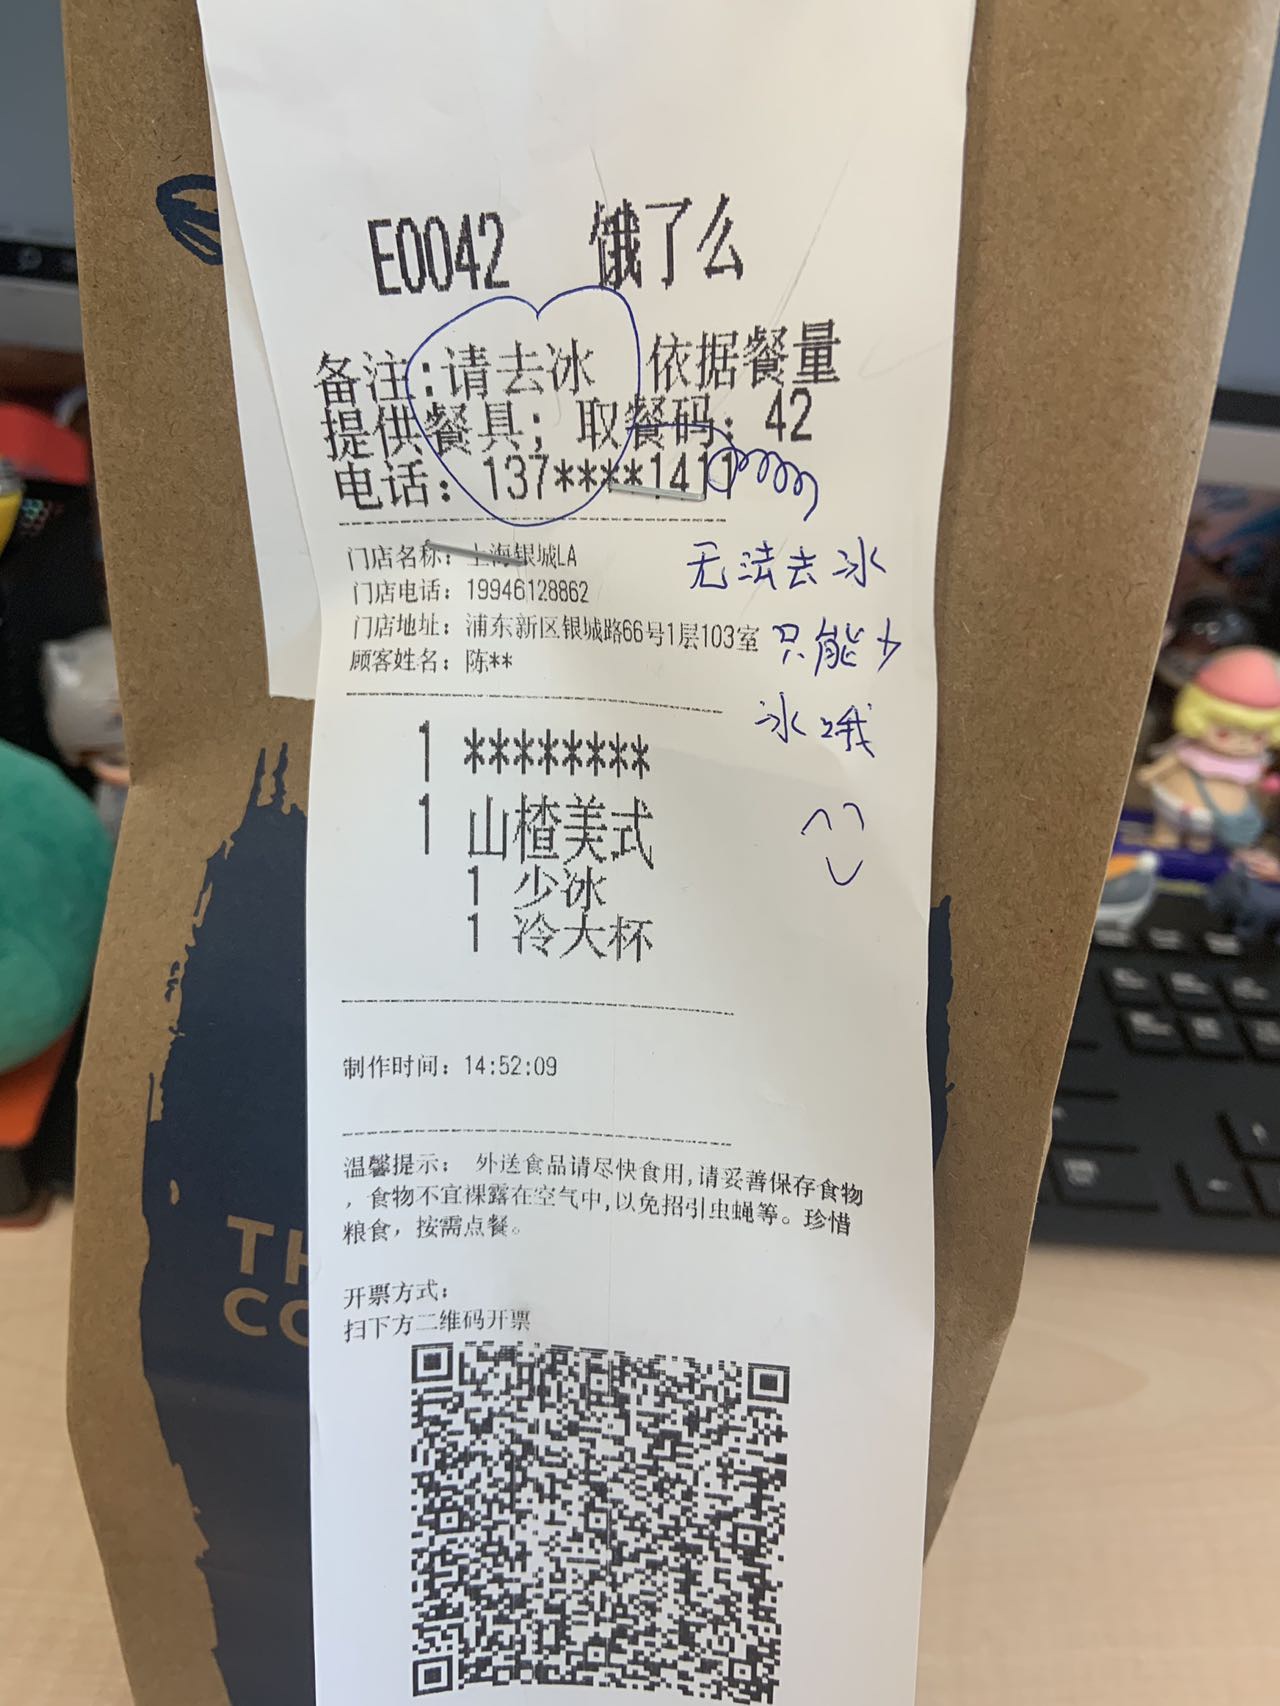 E0042 饿了么
备注:请去冰 依据餐量
提供餐具; 取餐码: 42
电话: 137****1411
门店名称: 上海银城LA
门店电话: 19946128862
门店地址: 浦东新区银城路66号1层103室
顾客姓名: 陈**
无法去冰
只能少
冰哦
1 ********
1 山楂美式
1 少冰
1 冷大杯
制作时间: 14:52:09
温馨提示: 外送食品请尽快食用,请妥善保存食物
,食物不宜裸露在空气中,以免招引虫蝇等。珍惜
粮食,按需点餐。
开票方式:
扫下方二维码开票
TH
CO